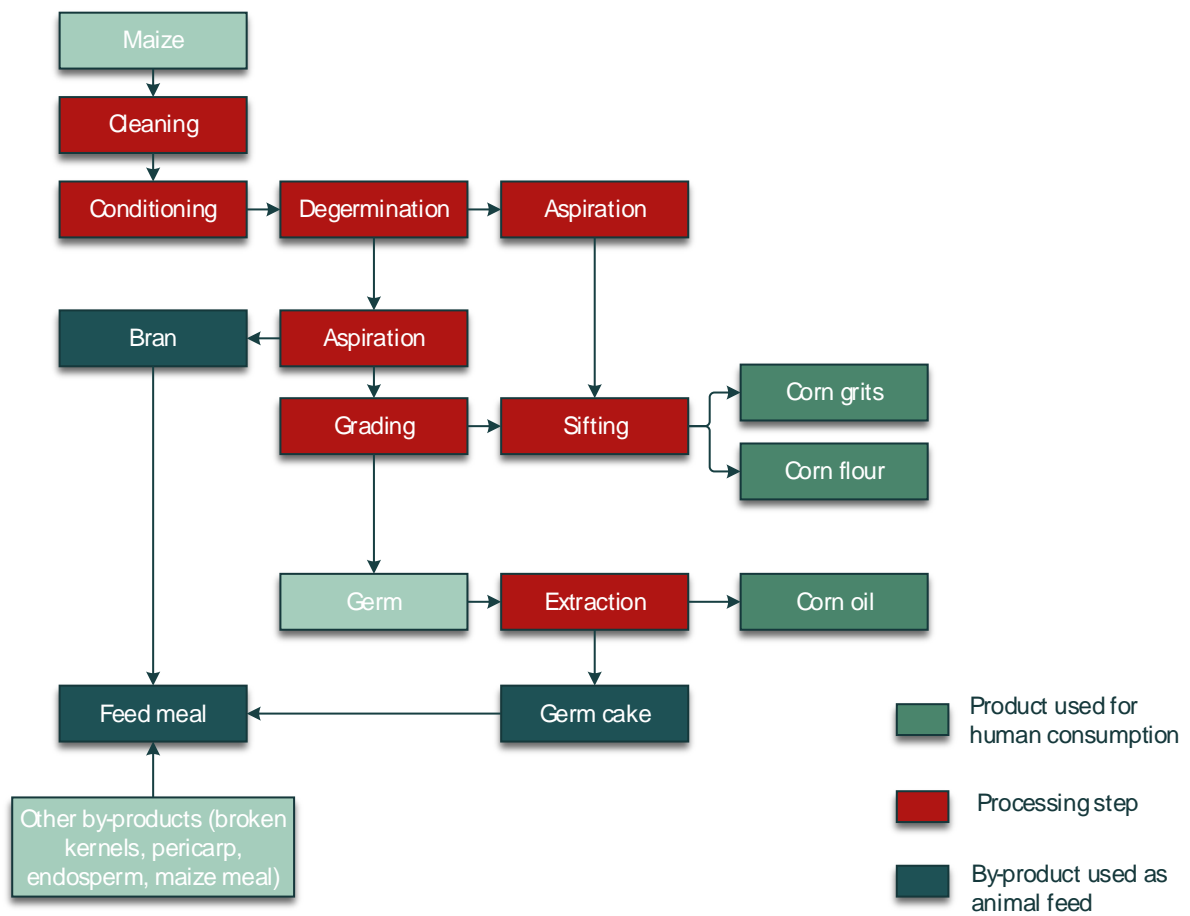 Maize
Cleaning
Conditioning
Degermination
Aspiration
Bran
Aspiration
Corn grits
Grading
Sifting
Corn flour
Germ
Extraction
Corn oil
Feed meal
Germ cake
Product used for
human consumption
Processing step
Other by-products (broken
kernels, pericarp,
endosperm, maize meal)
By-product used as
animal feed